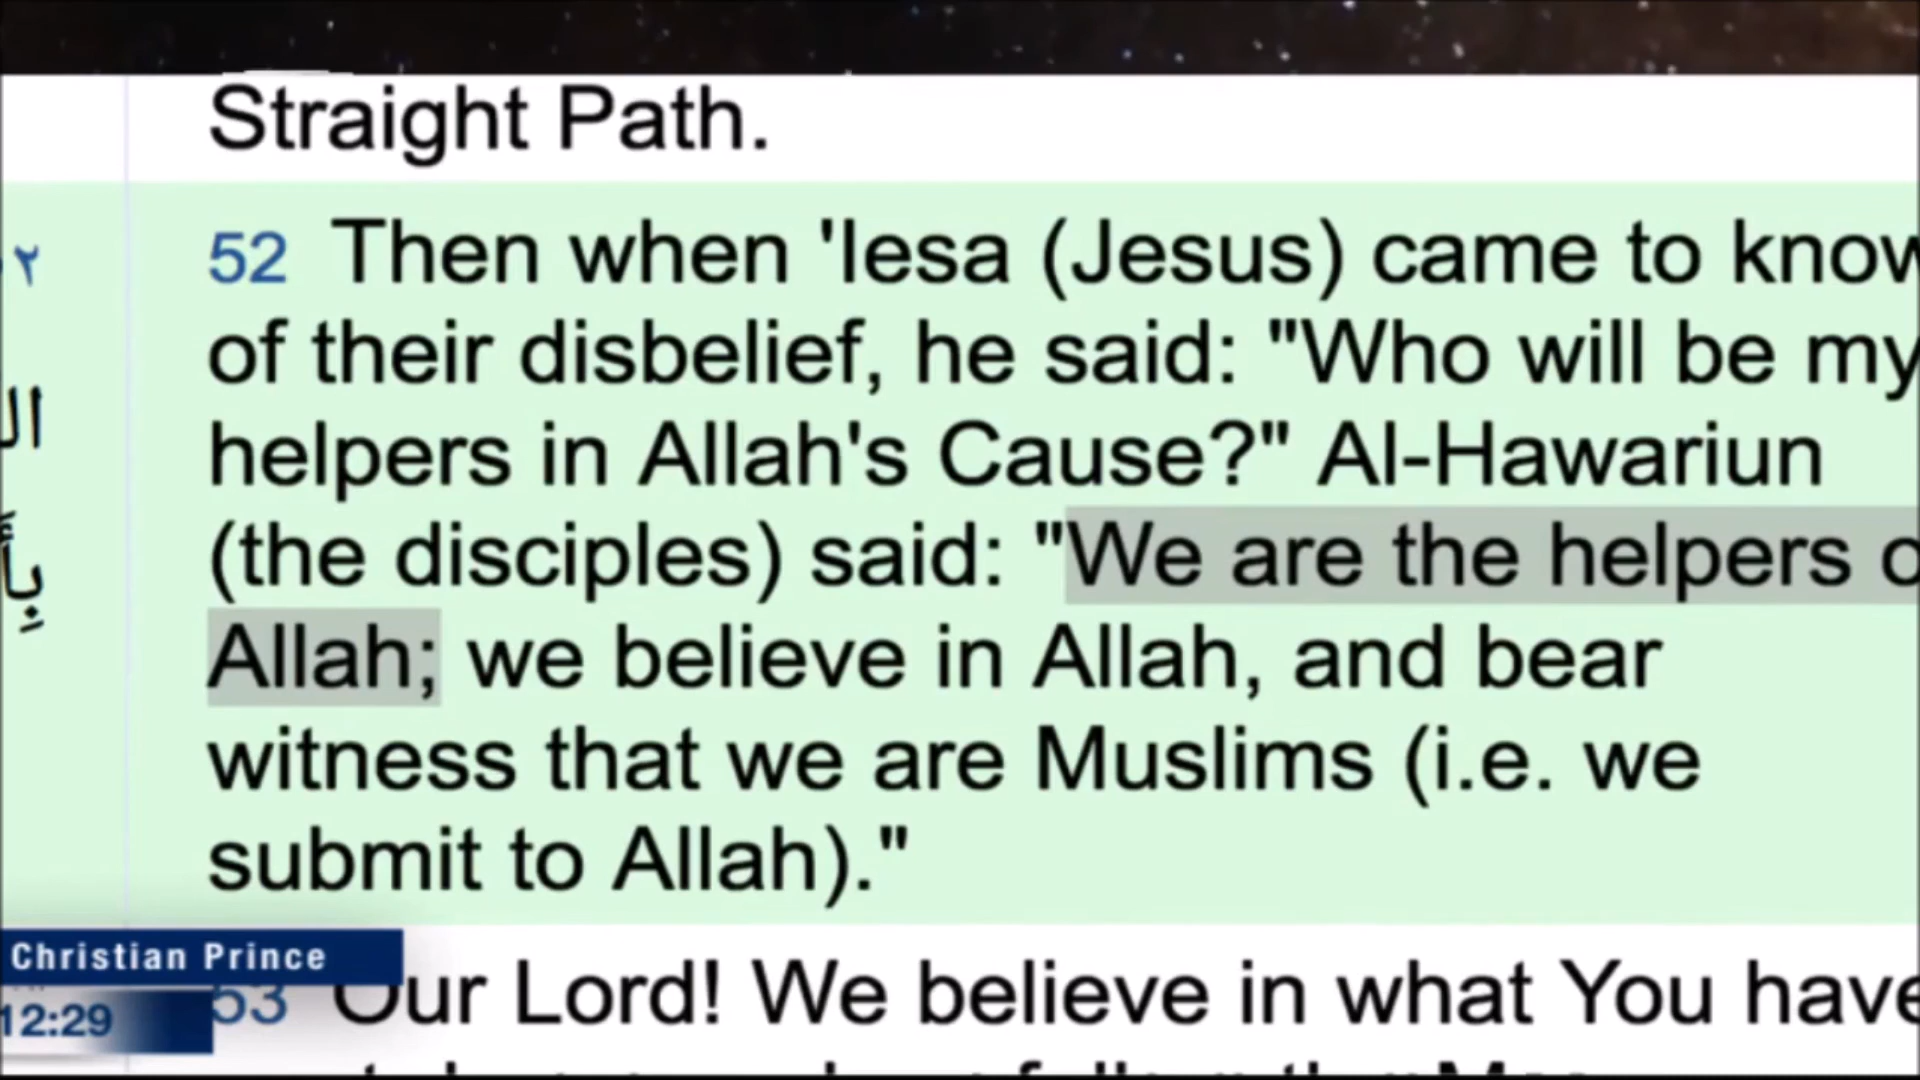 Straight Path.
52 Then when 'Iesa (Jesus) came to know
of their disbelief, he said: "Who will be my
helpers in Allah's Cause?" Al-Hawariun
(the disciples) said: "We are the helpers o
Allah; we believe in Allah, and bear
witness that we are Muslims (i.e. we
submit to Allah)."
Christian Prince
53 Our Lord! We believe in what You have
12:29